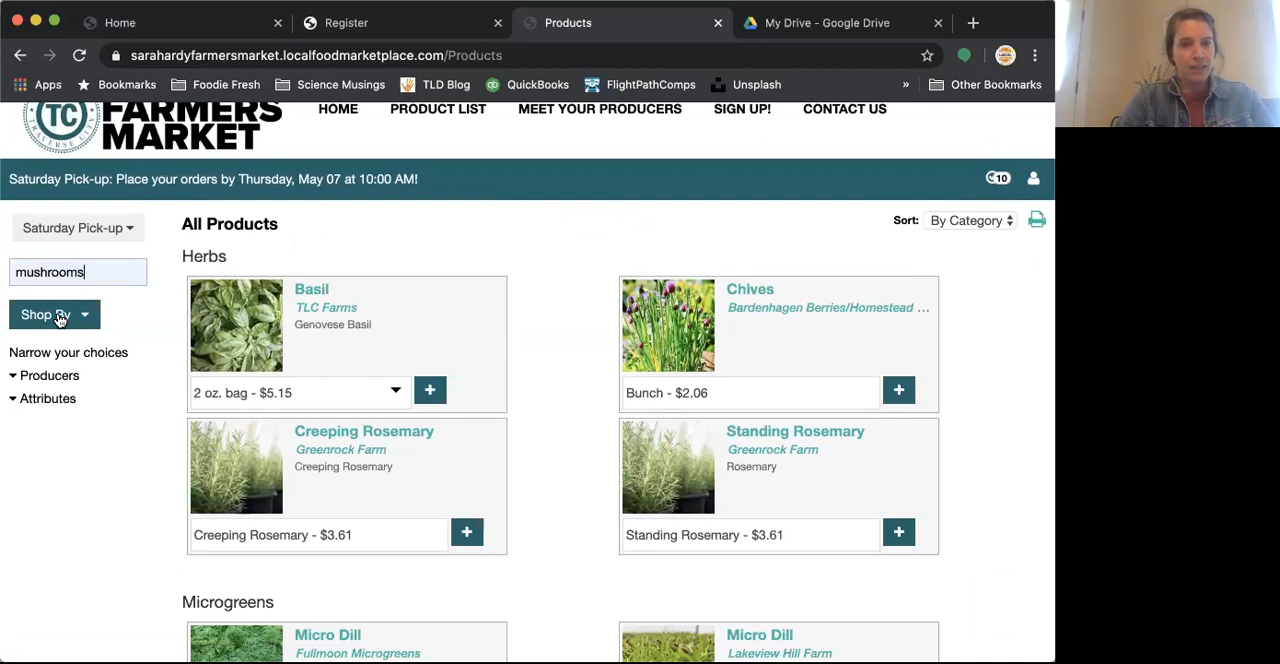 Home
Register
Products
My Drive - Google Drive
sarahardyfarmersmarket.localfoodmarketplace.com/Products
Apps
Bookmarks
Foodie Fresh
Science Musings
TLD Blog
QuickBooks
FlightPathComps
Unsplash
»
Other Bookmarks
TC
FARMERS
MARKET
HOME
PRODUCT LIST
MEET YOUR PRODUCERS
SIGN UP!
CONTACT US
Saturday Pick-up: Place your orders by Thursday, May 07 at 10:00 AM!
10
Saturday Pick-up
mushrooms
Shop By
Narrow your choices
Producers
Attributes
All Products
Sort: By Category
Herbs
Basil
TLC Farms
Genovese Basil
2 oz. bag - $5.15
Chives
Bardenhagen Berries/Homestead ...
Bunch - $2.06
Creeping Rosemary
Greenrock Farm
Creeping Rosemary
Creeping Rosemary - $3.61
Standing Rosemary
Greenrock Farm
Rosemary
Standing Rosemary - $3.61
Microgreens
Micro Dill
Fullmoon Microgreens
Micro Dill
Lakeview Hill Farm